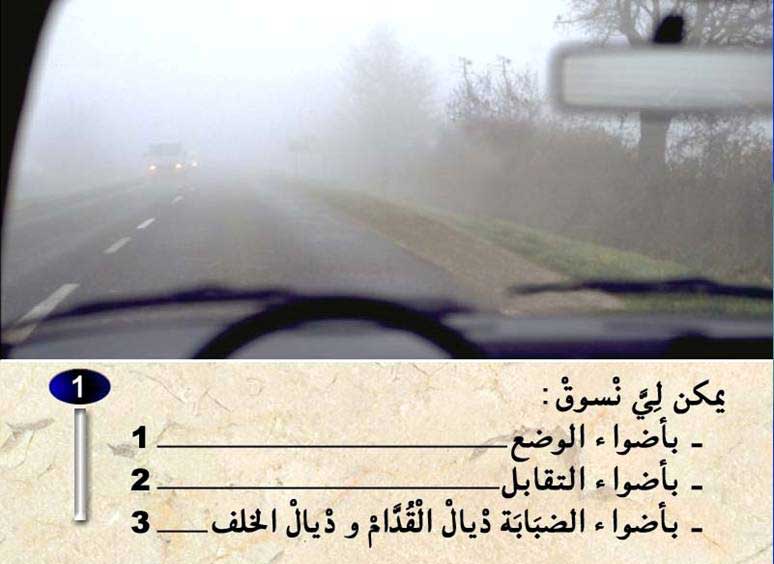 1
يمكن لِيَّ نْسوقْ :
ـ بأضواء الوضع 1
ـ بأضواء التقابل 2
ـ بأضواء الضبَابَة دْيالْ الْقُدَّامْ و دْيالْ الخلف 3